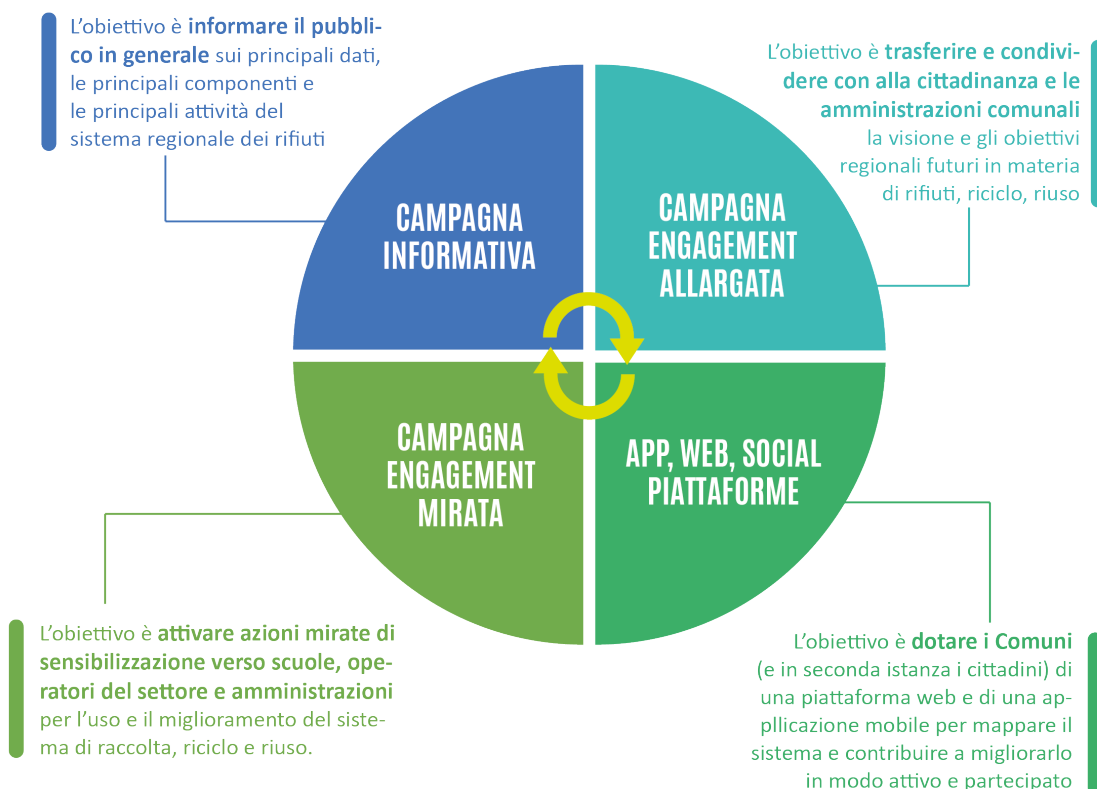 L'obiettivo è informare il pubbli-
co in generale sui principali dati,
le principali componenti e
le principali attività del
sistema regionale dei rifiuti
L'obiettivo è trasferire e condivi-
dere con alla cittadinanza e le
amministrazioni comunali
la visione e gli obiettivi
regionali futuri in materia
di rifiuti, riciclo, riuso
CAMPAGNA
INFORMATIVA
CAMPAGNA
ENGAGEMENT
ALLARGATA
CAMPAGNA
ENGAGEMENT
MIRATA
APP, WEB, SOCIAL
PIATTAFORME
L'obiettivo è attivare azioni mirate di
sensibilizzazione verso scuole, ope-
ratori del settore e amministrazioni
per l'uso e il miglioramento del siste-
ma di raccolta, riciclo e riuso.
L'obiettivo è dotare i Comuni
(e in seconda istanza i cittadini) di
una piattaforma web e di una ap-
pllicazione mobile per mappare il
sistema e contribuire a migliorarlo
in modo attivo e partecipato